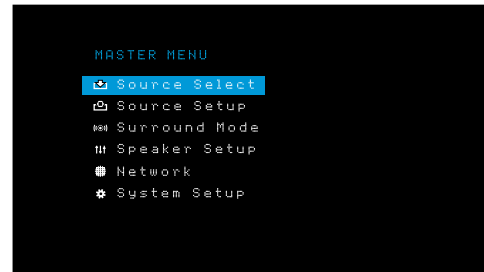 MASTER MENU
Source Select
Source Setup
Surround Mode
Speaker Setup
Network
System Setup